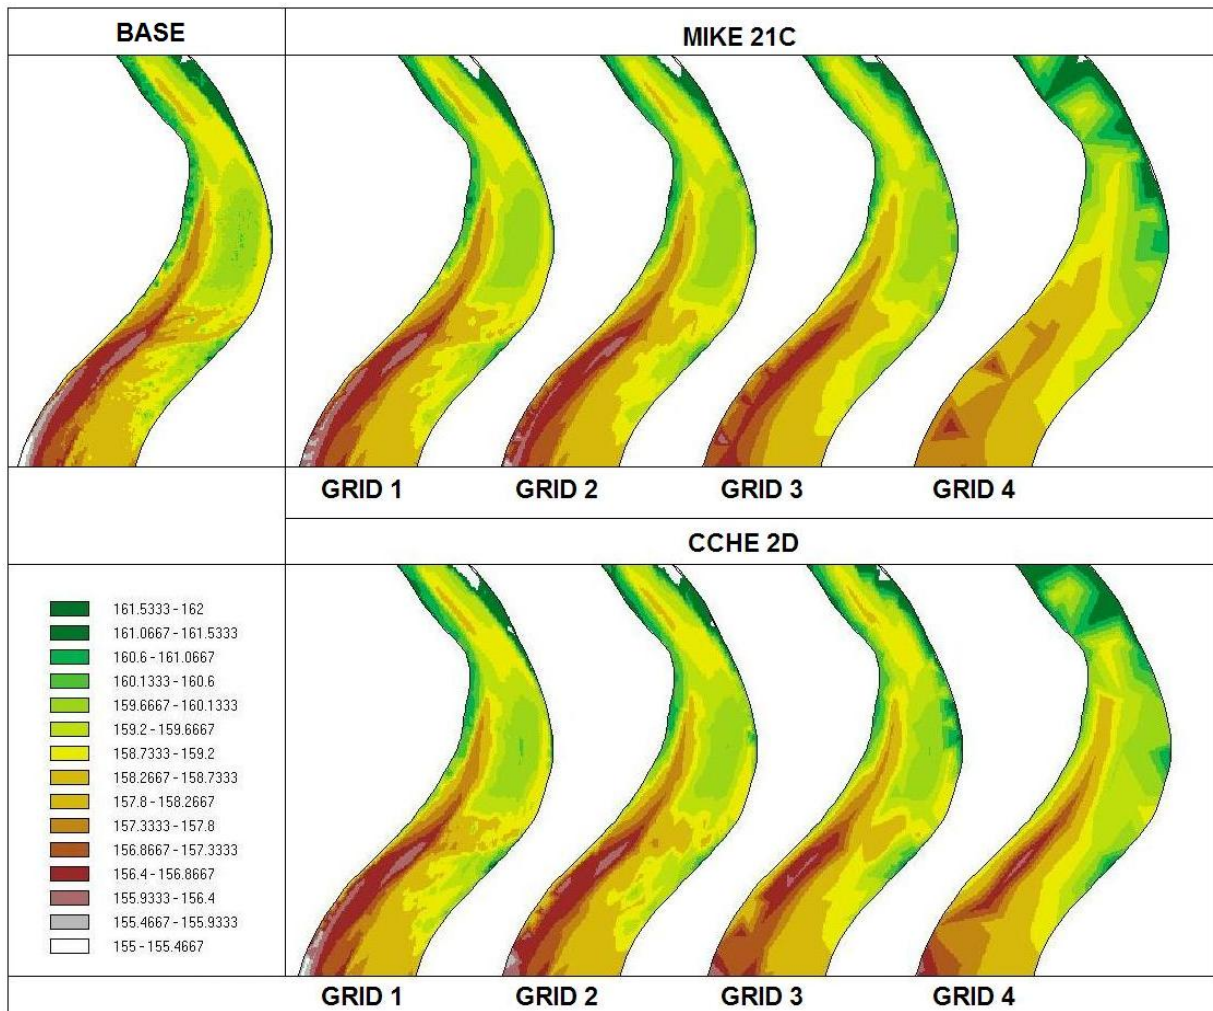 BASE
MIKE 21C
GRID 1
GRID 2
GRID 3
GRID 4
CCHE 2D
161.5333 - 162
161.0667 - 161.5333
160.6 - 161.0667
160.1333 - 160.6
159.6667 - 160.1333
159.2 - 159.6667
158.7333 - 159.2
158.2667 - 158.7333
157.8 - 158.2667
157.3333 - 157.8
156.8667 - 157.3333
156.4 - 156.8667
155.9333 - 156.4
155.4667 - 155.9333
155 - 155.4667
GRID 1
GRID 2
GRID 3
GRID 4